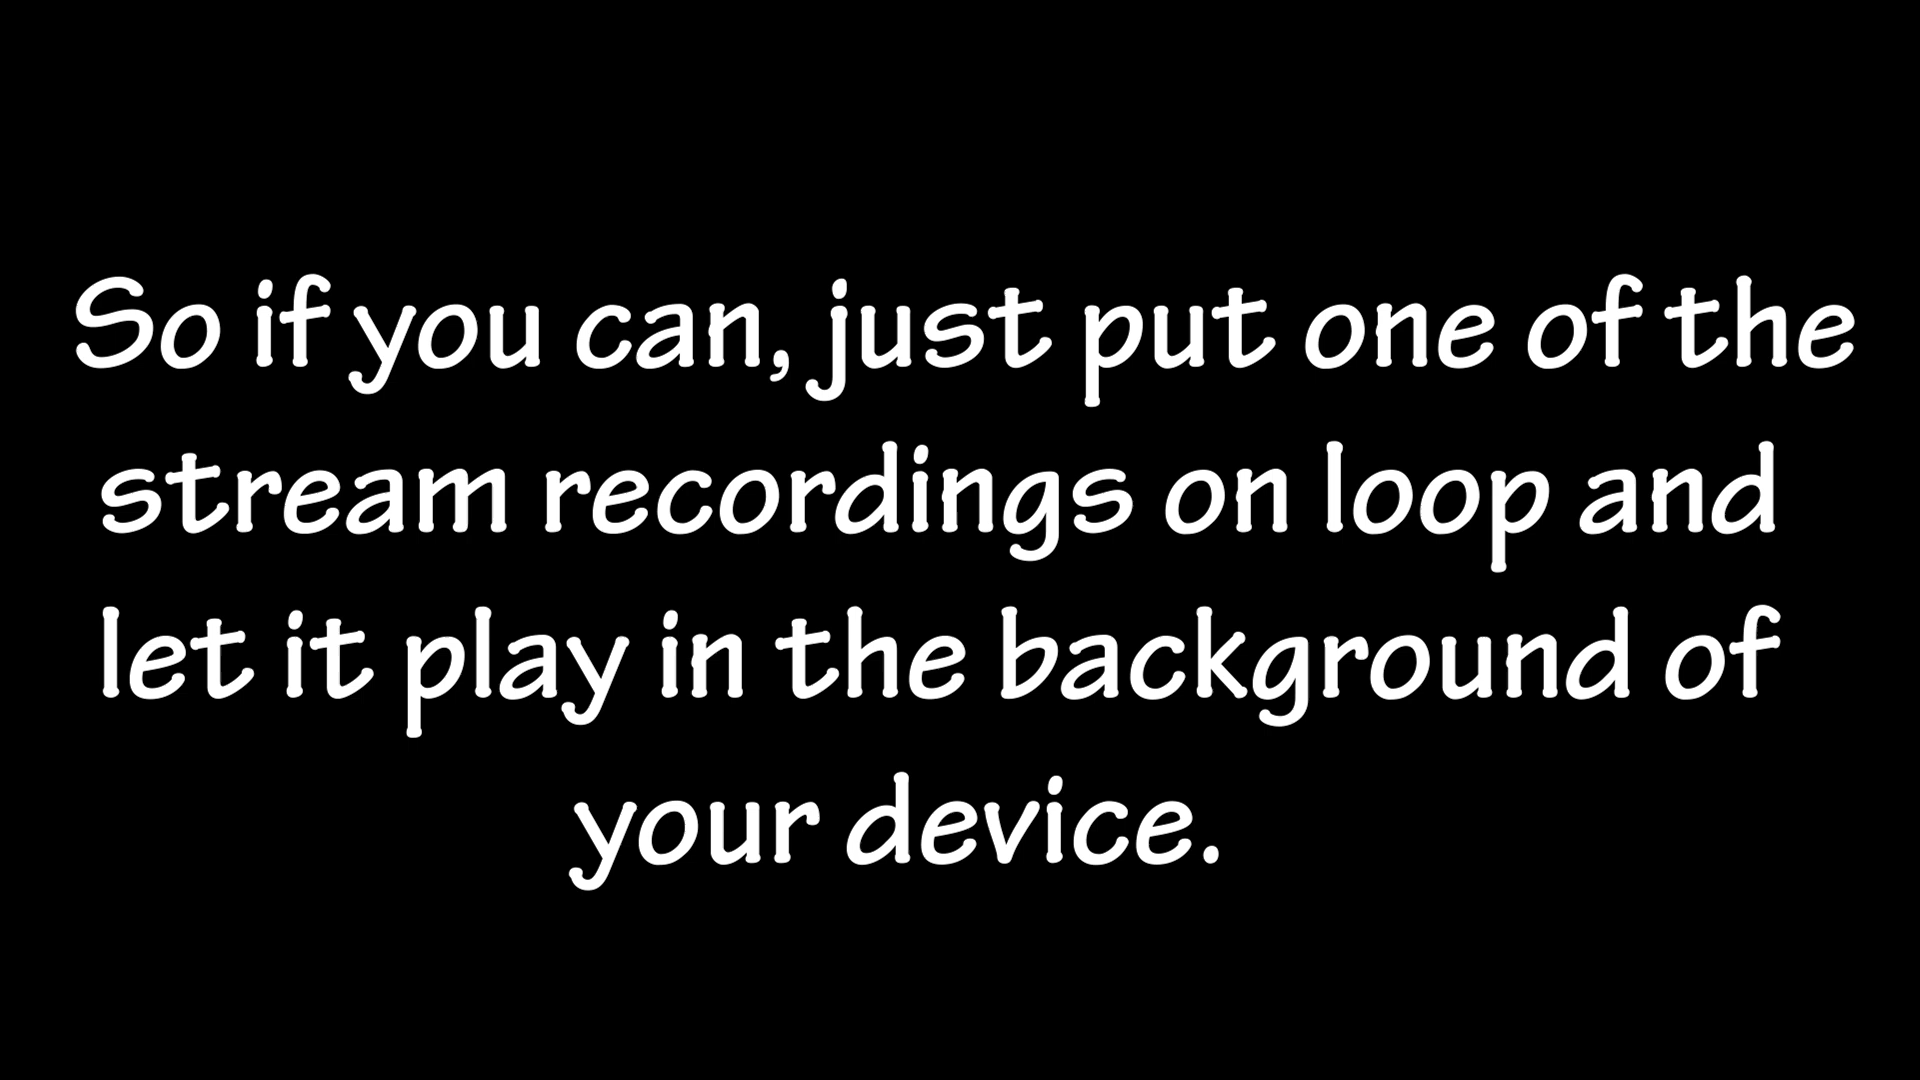 So if you can, just put one of the
stream recordings on loop and
let it play in the background of
your device.